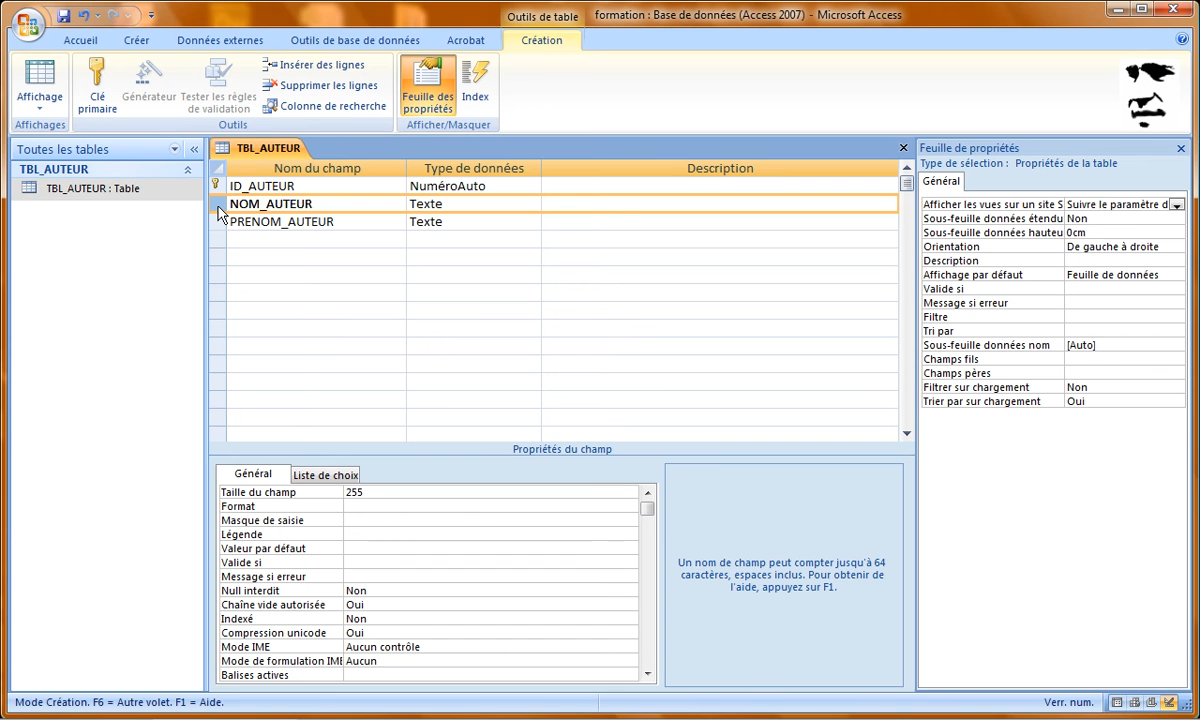 Outils de table
formation : Base de données (Access 2007) - Microsoft Access
Accueil
Créer
Données externes
Outils de base de données
Acrobat
Création
Affichage
Clé primaire
Générateur
Tester les règles de validation
Insérer des lignes
Supprimer les lignes
Colonne de recherche
Feuille des propriétés
Index
Affichages
Outils
Afficher/Masquer
Toutes les tables
TBL_AUTEUR
TBL_AUTEUR : Table
TBL_AUTEUR
Nom du champ Type de données Description
ID_AUTEUR NuméroAuto
NOM_AUTEUR Texte
PRENOM_AUTEUR Texte
Propriétés du champ
Général Liste de choix
Taille du champ 255
Format
Masque de saisie
Légende
Valeur par défaut
Valide si
Message si erreur
Null interdit Non
Chaîne vide autorisée Oui
Indexé Non
Compression unicode Oui
Mode IME Aucun contrôle
Mode de formulation IME Aucun
Balises actives
Un nom de champ peut compter jusqu'à 64
caractères, espaces inclus. Pour obtenir de
l'aide, appuyez sur F1.
Feuille de propriétés
Type de sélection : Propriétés de la table
Général
Afficher les vues sur un site S Suivre le paramètre d
Sous-feuille données étendu Non
Sous-feuille données hauteu 0cm
Orientation De gauche à droite
Description
Affichage par défaut Feuille de données
Valide si
Message si erreur
Filtre
Tri par
Sous-feuille données nom [Auto]
Champs fils
Champs pères
Filtrer sur chargement Non
Trier par sur chargement Oui
Mode Création. F6 = Autre volet. F1 = Aide.
Verr. num.